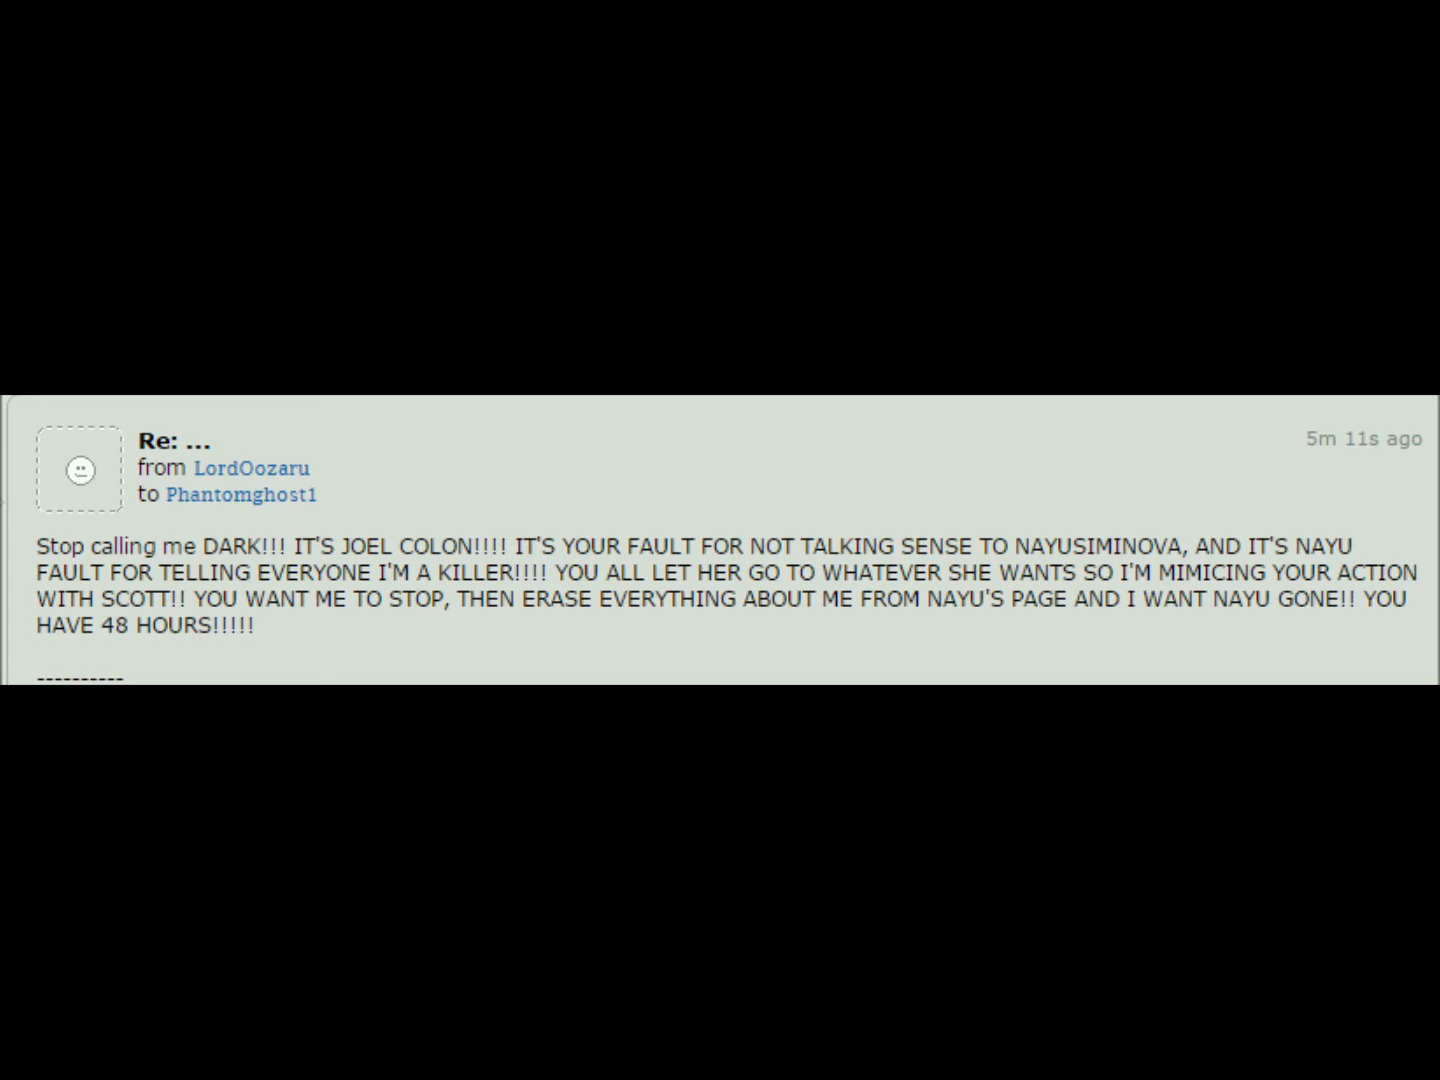 Re: ...
5m 11s ago
from LordOozaru
to Phantomghost1
Stop calling me DARK!!! IT'S JOEL COLON!!!! IT'S YOUR FAULT FOR NOT TALKING SENSE TO NAYUSIMINOVA, AND IT'S NAYU
FAULT FOR TELLING EVERYONE I'M A KILLER!!!! YOU ALL LET HER GO TO WHATEVER SHE WANTS SO I'M MIMICING YOUR ACTION
WITH SCOTT!! YOU WANT ME TO STOP, THEN ERASE EVERYTHING ABOUT ME FROM NAYU'S PAGE AND I WANT NAYU GONE!! YOU
HAVE 48 HOURS!!!!!
----------